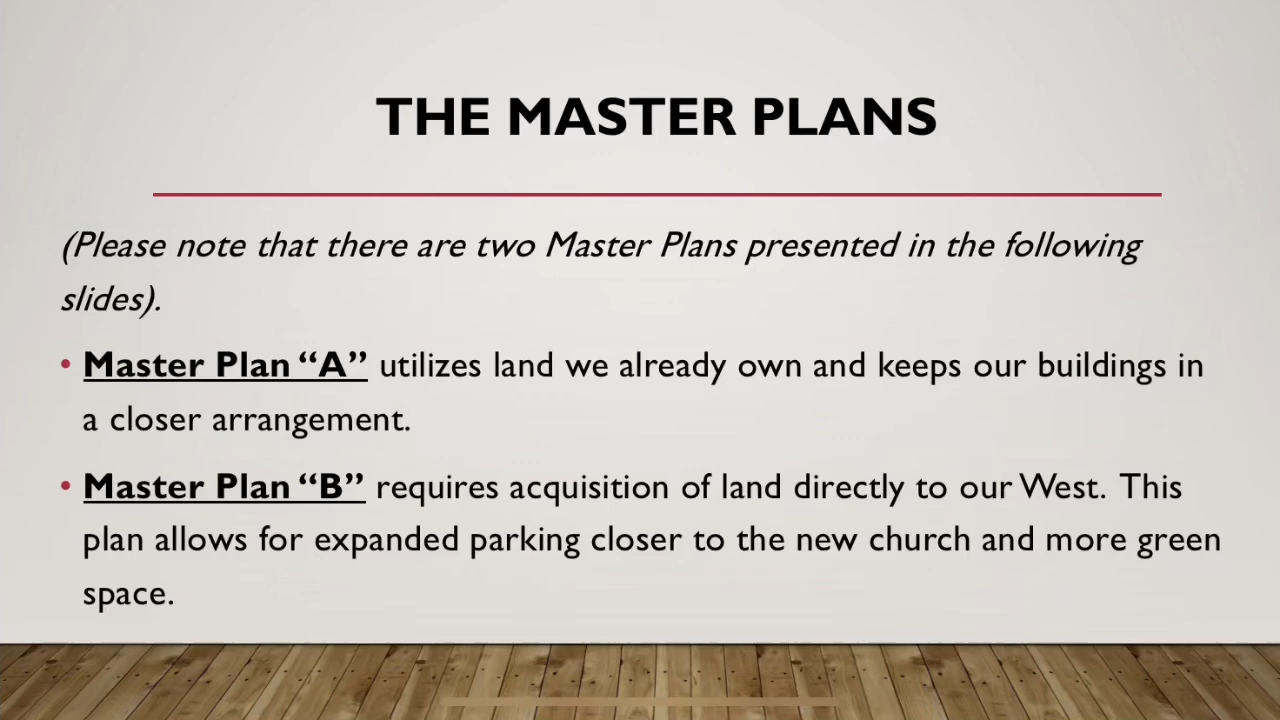 THE MASTER PLANS
(Please note that there are two Master Plans presented in the following
slides).
• Master Plan “A” utilizes land we already own and keeps our buildings in
a closer arrangement.
• Master Plan “B” requires acquisition of land directly to our West. This
plan allows for expanded parking closer to the new church and more green
space.